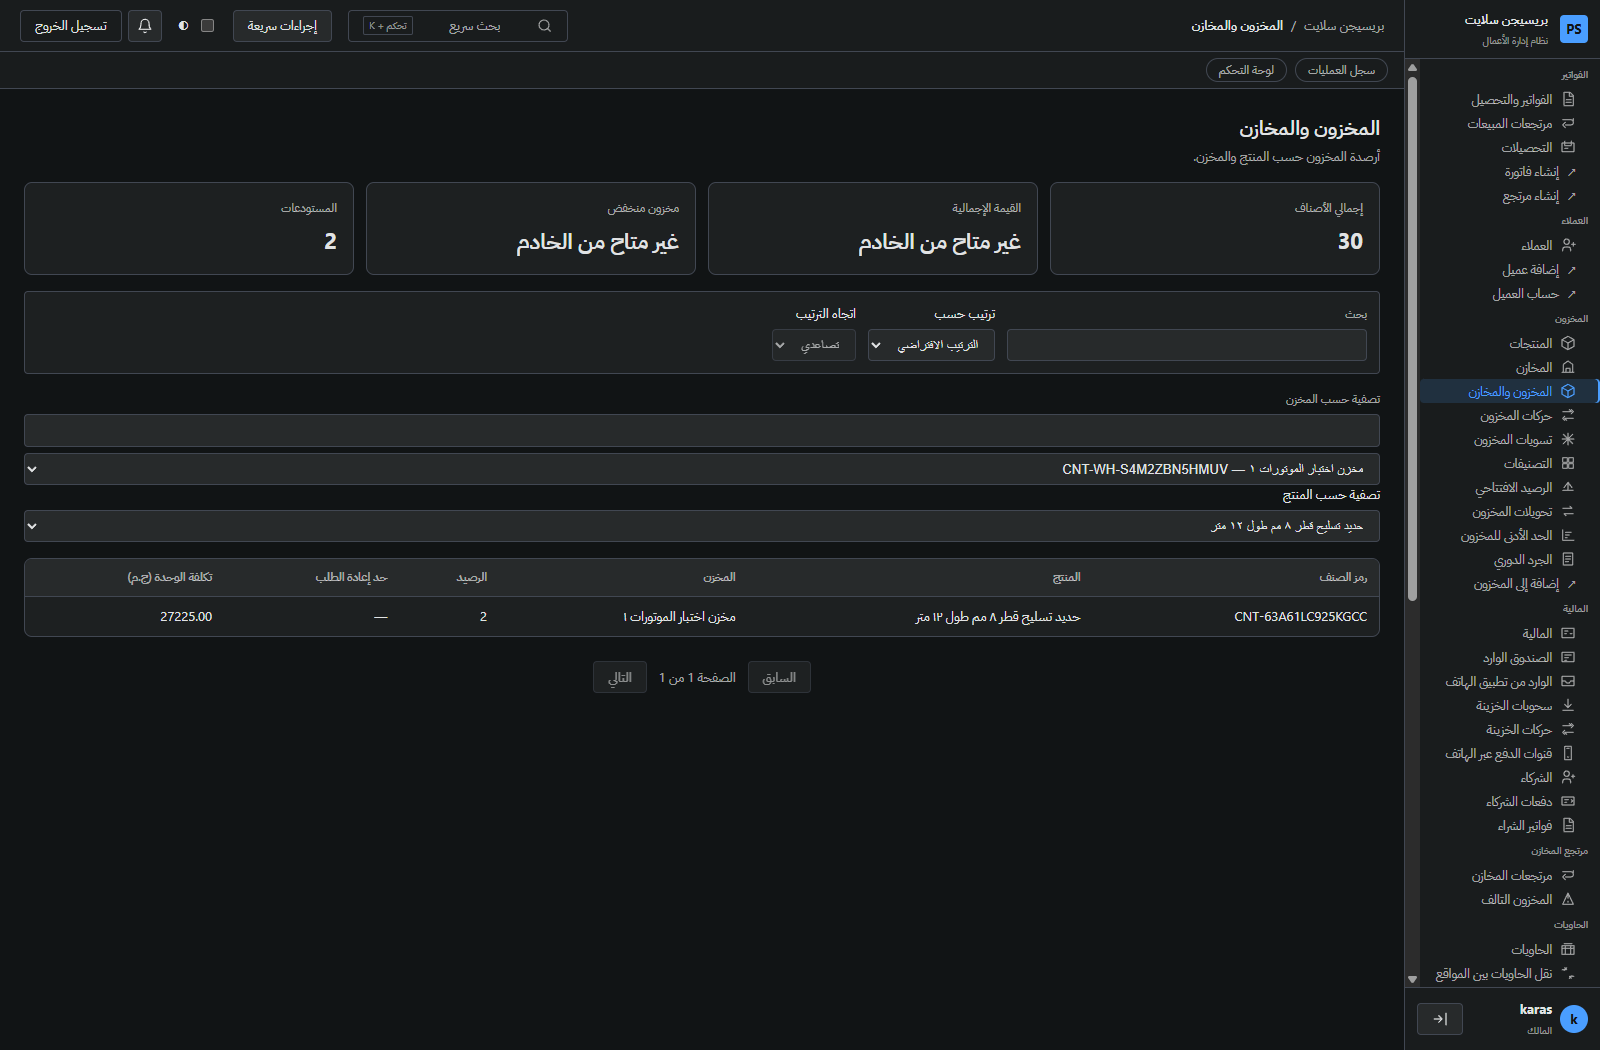 PS
بريسيجن سلايت
نظام إدارة الأعمال
بريسيجن سلايت / المخزون والمخازن
بحث سريع
تحكم + K
إجراءات سريعة
تسجيل الخروج
سجل العمليات
لوحة التحكم
الفواتير
الفواتير والتحصيل
مرتجعات المبيعات
التحصيلات
إنشاء فاتورة
إنشاء مرتجع
العملاء
العملاء
إضافة عميل
حساب العميل
المخزون
المنتجات
المخازن
المخزون والمخازن
حركات المخزون
تسويات المخزون
التصنيفات
الرصيد الافتتاحي
تحويلات المخزون
الحد الأدنى للمخزون
الجرد الدوري
إضافة إلى المخزون
المالية
المالية
الصندوق الوارد
الوارد من تطبيق الهاتف
سحوبات الخزينة
حركات الخزينة
قنوات الدفع عبر الهاتف
الشركاء
دفعات الشركاء
فواتير الشراء
مرتجع المخازن
مرتجعات المخازن
المخزون التالف
الحاويات
الحاويات
نقل الحاويات بين المواقع
k
karas
المالك
المخزون والمخازن
أرصدة المخزون حسب المنتج والمخزن.
إجمالي الأصناف
30
القيمة الإجمالية
غير متاح من الخادم
مخزون منخفض
غير متاح من الخادم
المستودعات
2
بحث
ترتيب حسب
اتجاه الترتيب
الترتيب الافتراضي
تصاعدي
تصفية حسب المخزن
مخزن اختبار الموتورات ١ — CNT-WH-S4M2ZBN5HMUV
تصفية حسب المنتج
حديد تسليح قطر ٨ مم طول ١٢ متر
رمز الصنف
المنتج
المخزن
الرصيد
حد إعادة الطلب
تكلفة الوحدة (ج.م)
CNT-63A61LC925KGCC
حديد تسليح قطر ٨ مم طول ١٢ متر
مخزن اختبار الموتورات ١
2
—
27225.00
السابق
الصفحة 1 من 1
التالي